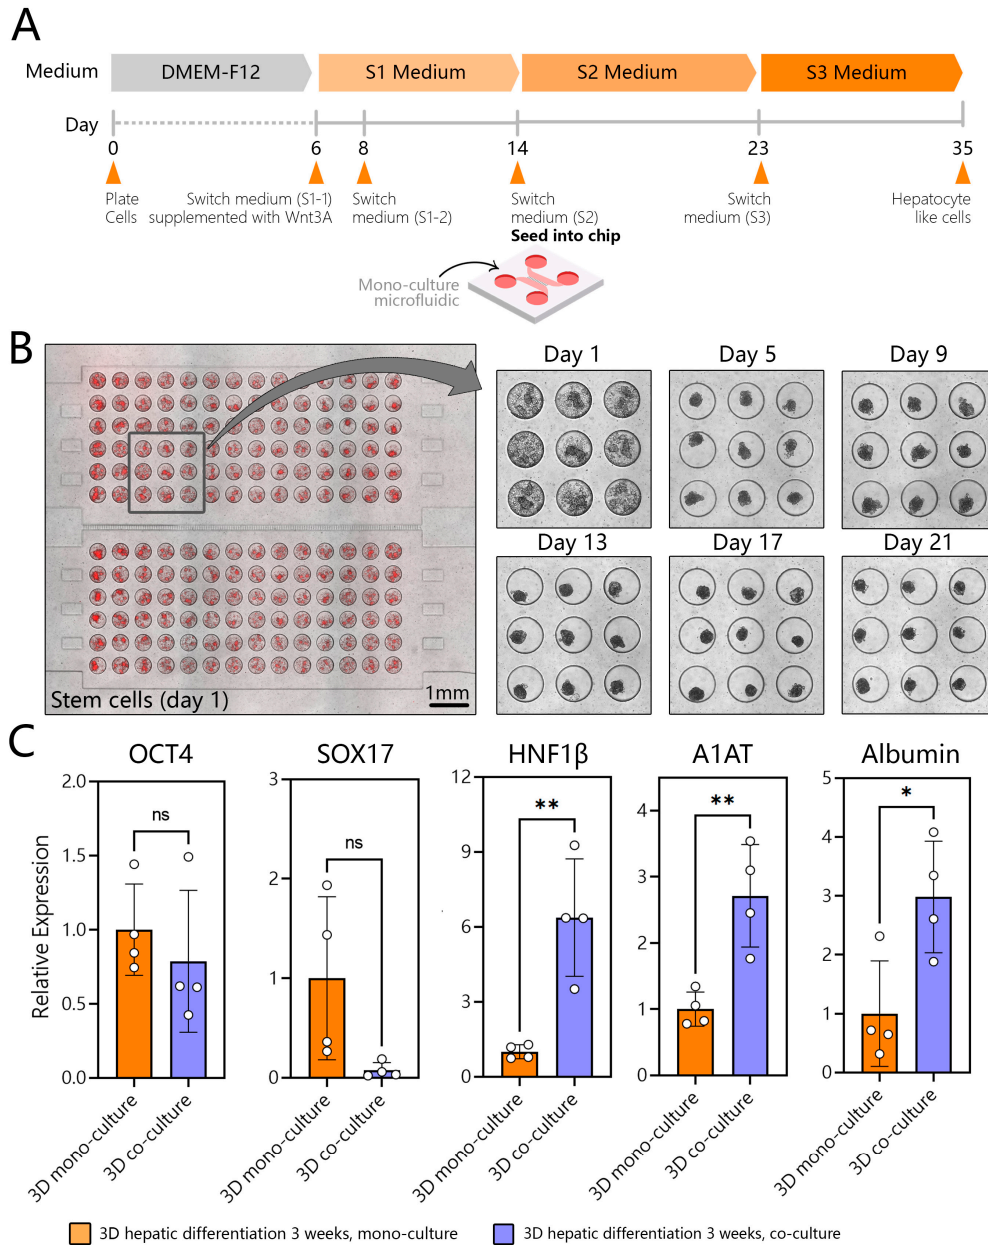 A
Medium
DMEM-F12
S1 Medium
S2 Medium
S3 Medium
Day
0
6
8
14
23
35
Plate
Cells
Switch medium (S1-1)
supplemented with Wnt3A
Switch
medium (S1-2)
Switch
medium (S2)
Seed into chip
Switch
medium (S3)
Hepatocyte
like cells
Mono-culture
microfluidic
B
Stem cells (day 1)
1mm
Day 1
Day 5
Day 9
Day 13
Day 17
Day 21
C
Relative Expression
OCT4
2.0
1.5
1.0
0.5
0.0
ns
3D mono-culture
3D co-culture
SOX17
3
2
1
0
ns
3D mono-culture
3D co-culture
HNF1β
12
9
6
3
0
**
3D mono-culture
3D co-culture
A1AT
4
3
2
1
0
**
3D mono-culture
3D co-culture
Albumin
5
4
3
2
1
0
*
3D mono-culture
3D co-culture
3D hepatic differentiation 3 weeks, mono-culture
3D hepatic differentiation 3 weeks, co-culture